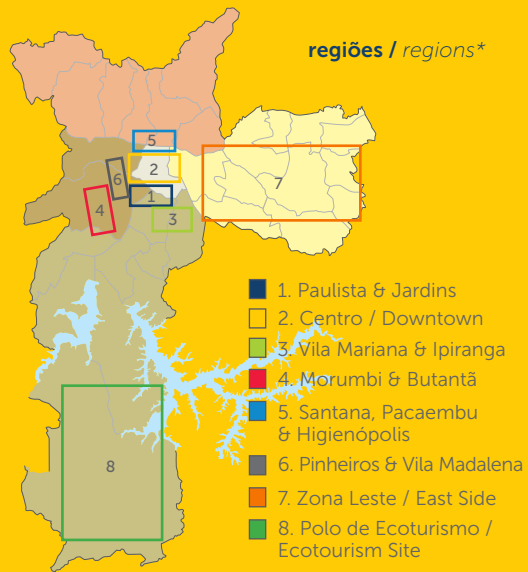 regiões / regions*
5
2
6
7
1
4
3
1. Paulista & Jardins
2. Centro / Downtown
3. Vila Mariana & Ipiranga
4. Morumbi & Butantã
5. Santana, Pacaembu
& Higienópolis
6. Pinheiros & Vila Madalena
7. Zona Leste / East Side
8. Polo de Ecoturismo /
Ecotourism Site
8